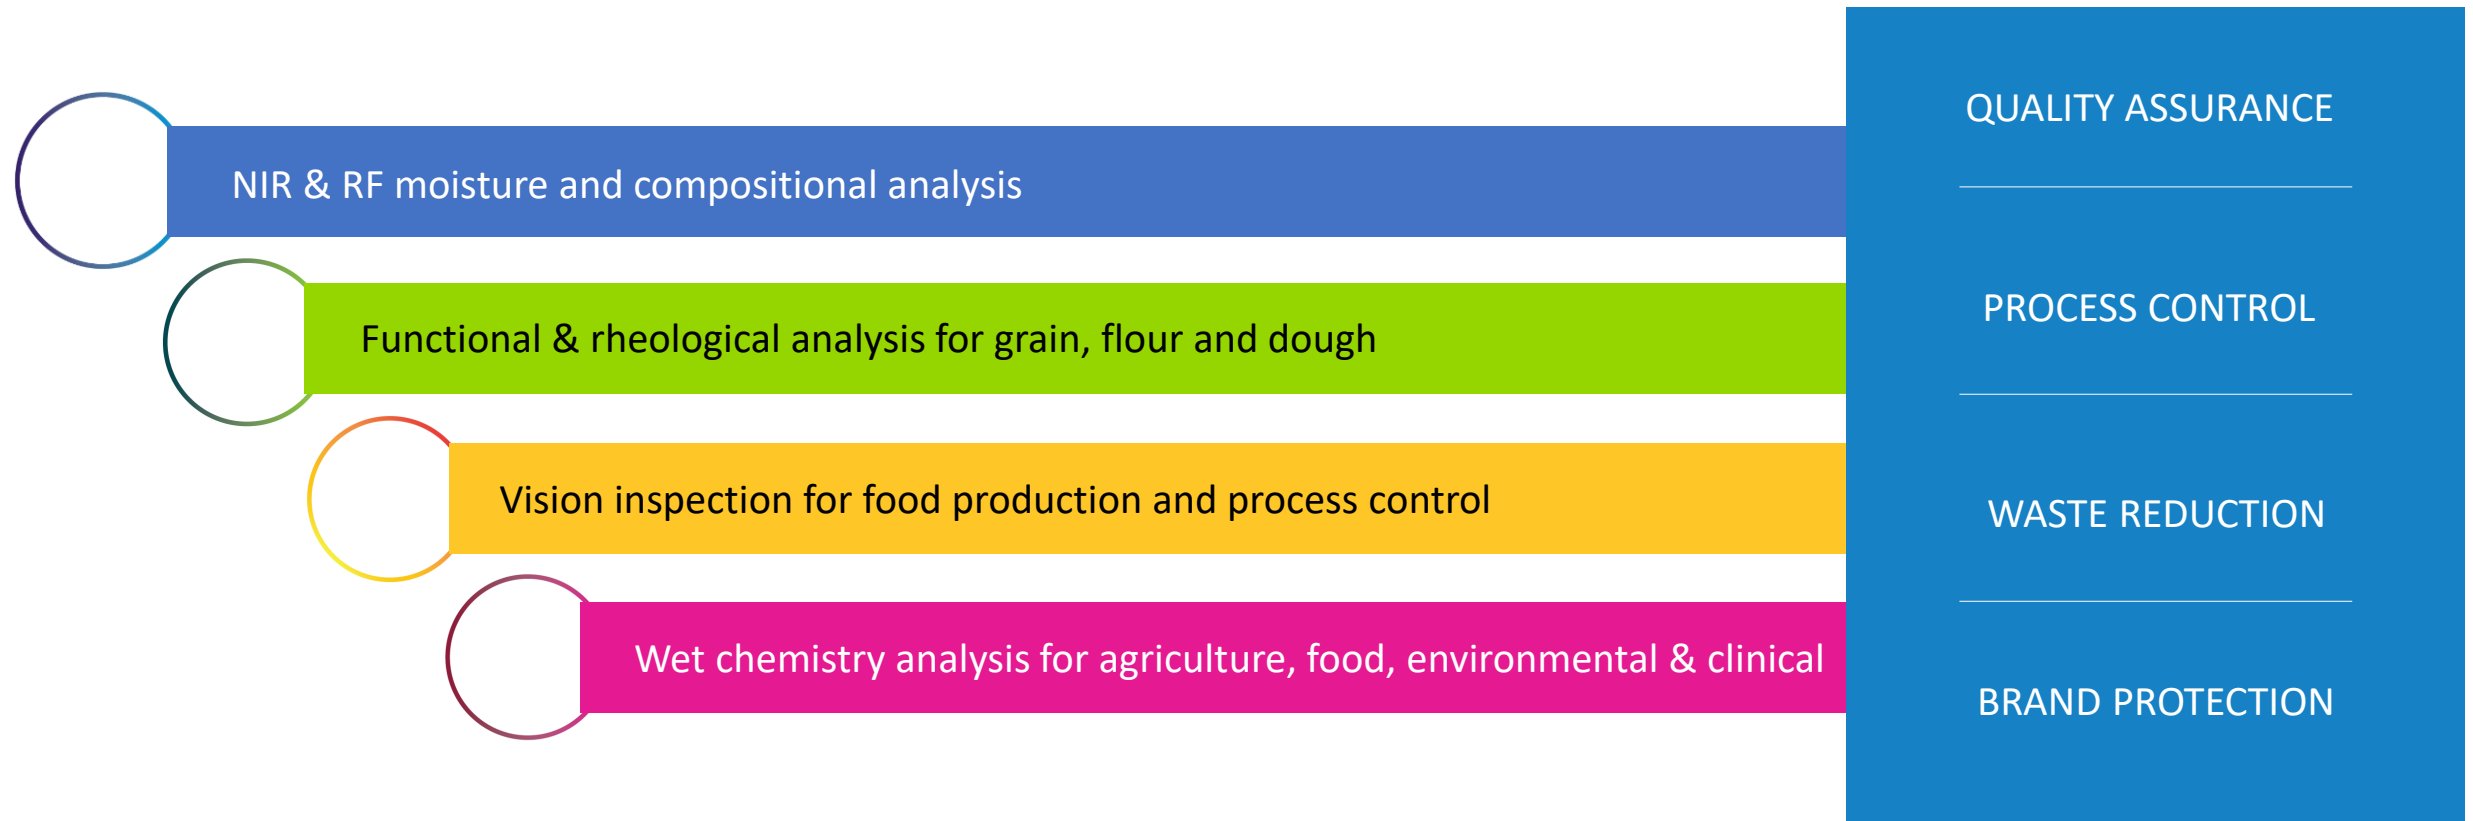 NIR & RF moisture and compositional analysis
Functional & rheological analysis for grain, flour and dough
Vision inspection for food production and process control
Wet chemistry analysis for agriculture, food, environmental & clinical
QUALITY ASSURANCE
PROCESS CONTROL
WASTE REDUCTION
BRAND PROTECTION